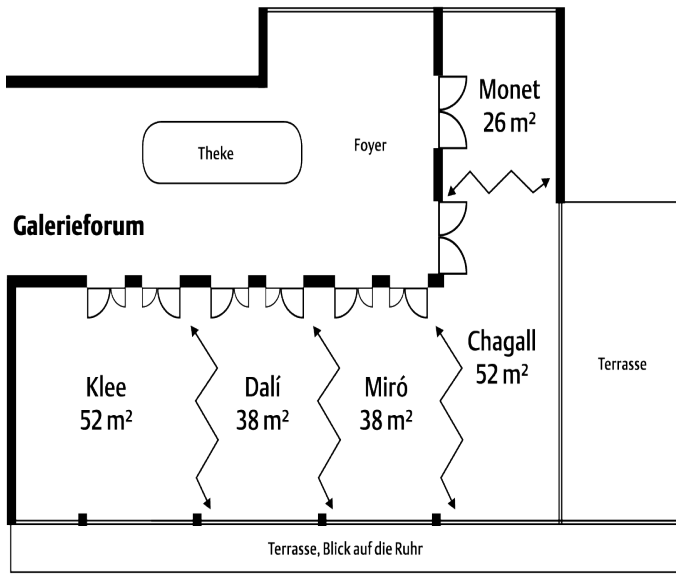 Monet
26 m²
Theke
Foyer
Galerieforum
Chagall
52 m²
Terrasse
Klee
52 m²
Dalí
38 m²
Miró
38 m²
Terrasse, Blick auf die Ruhr